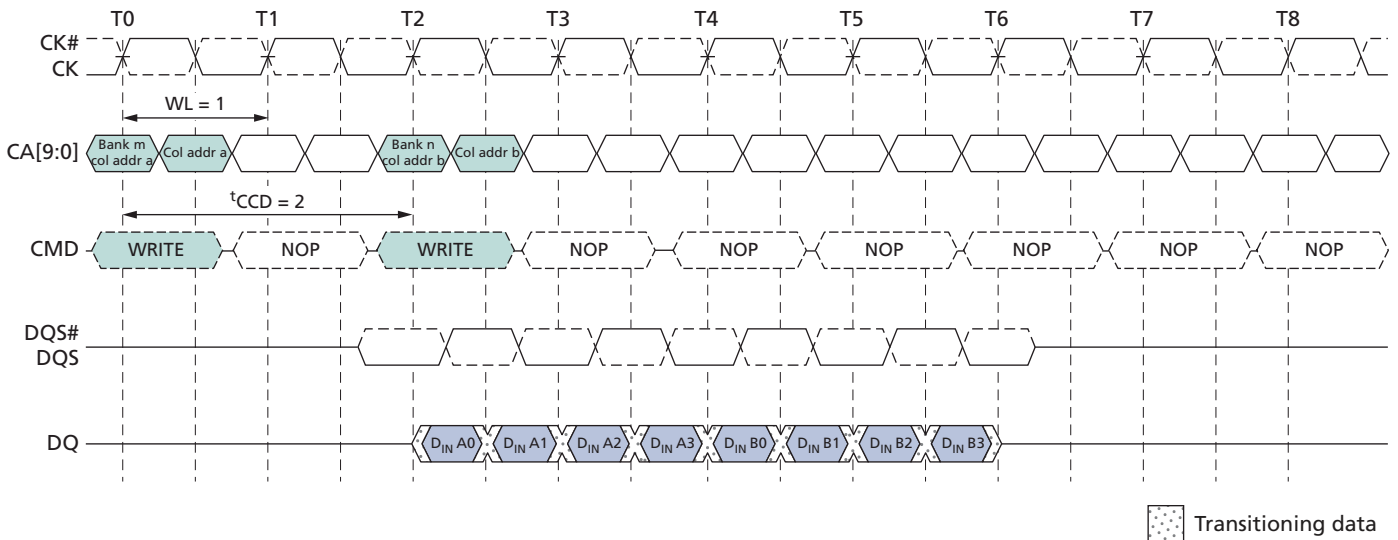 T0 T1 T2 T3 T4 T5 T6 T7 T8
CK#
CK
WL = 1
CA[9:0]
Bank m
col addr a
Col addr a
Bank n
col addr b
Col addr b
tCCD = 2
CMD
WRITE NOP WRITE NOP NOP NOP NOP NOP NOP
DQS#
DQS
DQ
DIN A0 DIN A1 DIN A2 DIN A3 DIN B0 DIN B1 DIN B2 DIN B3
Transitioning data